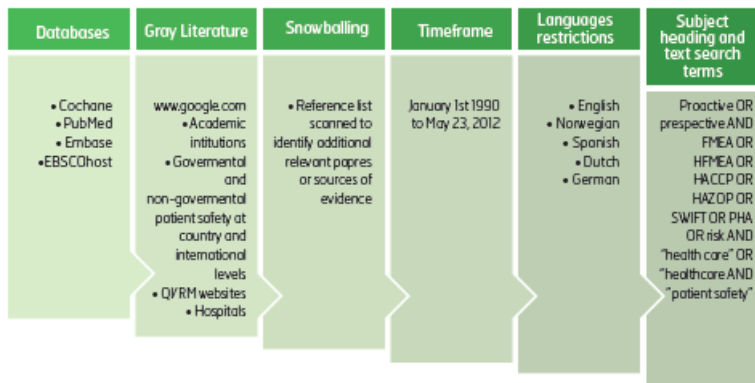 Databases
• Cochane
• PubMed
• Embase
•EBSCOhost
Gray Literature
www.google.com
• Academic
intitutions
• Govermental
and
non-govermental
patient safety at
country and
international
levels
• QI/RM websites
• Hospitals
Snowballing
• Reference list
scanned to
identify additional
relevant papres
or sources of
evidence
Timeframe
January 1st 1990
to May 23, 2012
Languages
restrictions
• English
• Norwegian
• Spanish
• Dutch
• German
Subject
heading and
text search
terms
Proactive OR
prespective AND
FMEA OR
HFMEA OR
HACCP OR
HAZOP OR
SWIFT OR PHA
OR risk AND
"health care" OR
"healthcare AND
"patient safety"